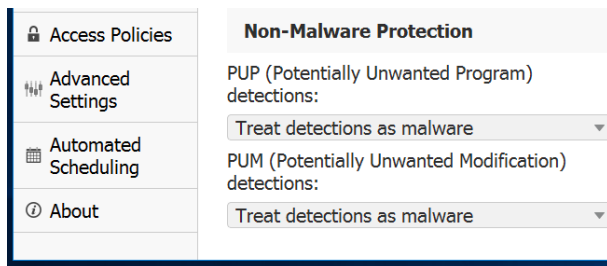 Access Policies
Advanced
Settings
Automated
Scheduling
About
Non-Malware Protection
PUP (Potentially Unwanted Program)
detections:
Treat detections as malware
PUM (Potentially Unwanted Modification)
detections:
Treat detections as malware